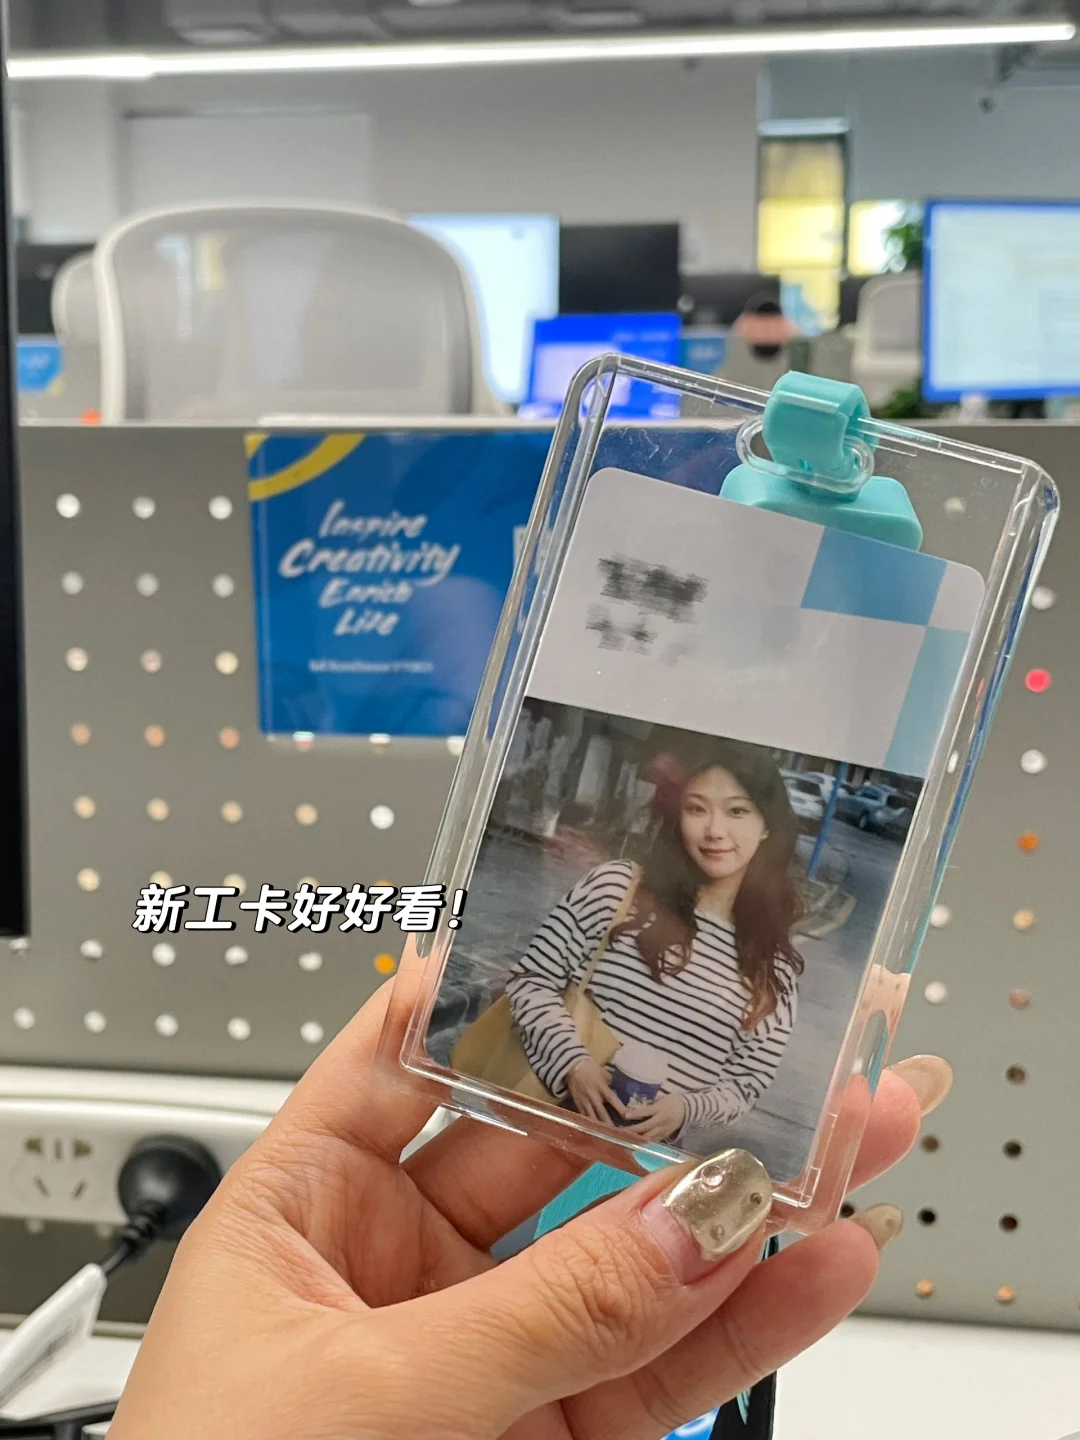 Inspire
Creativity
Enrich
Life
新工卡好好看!